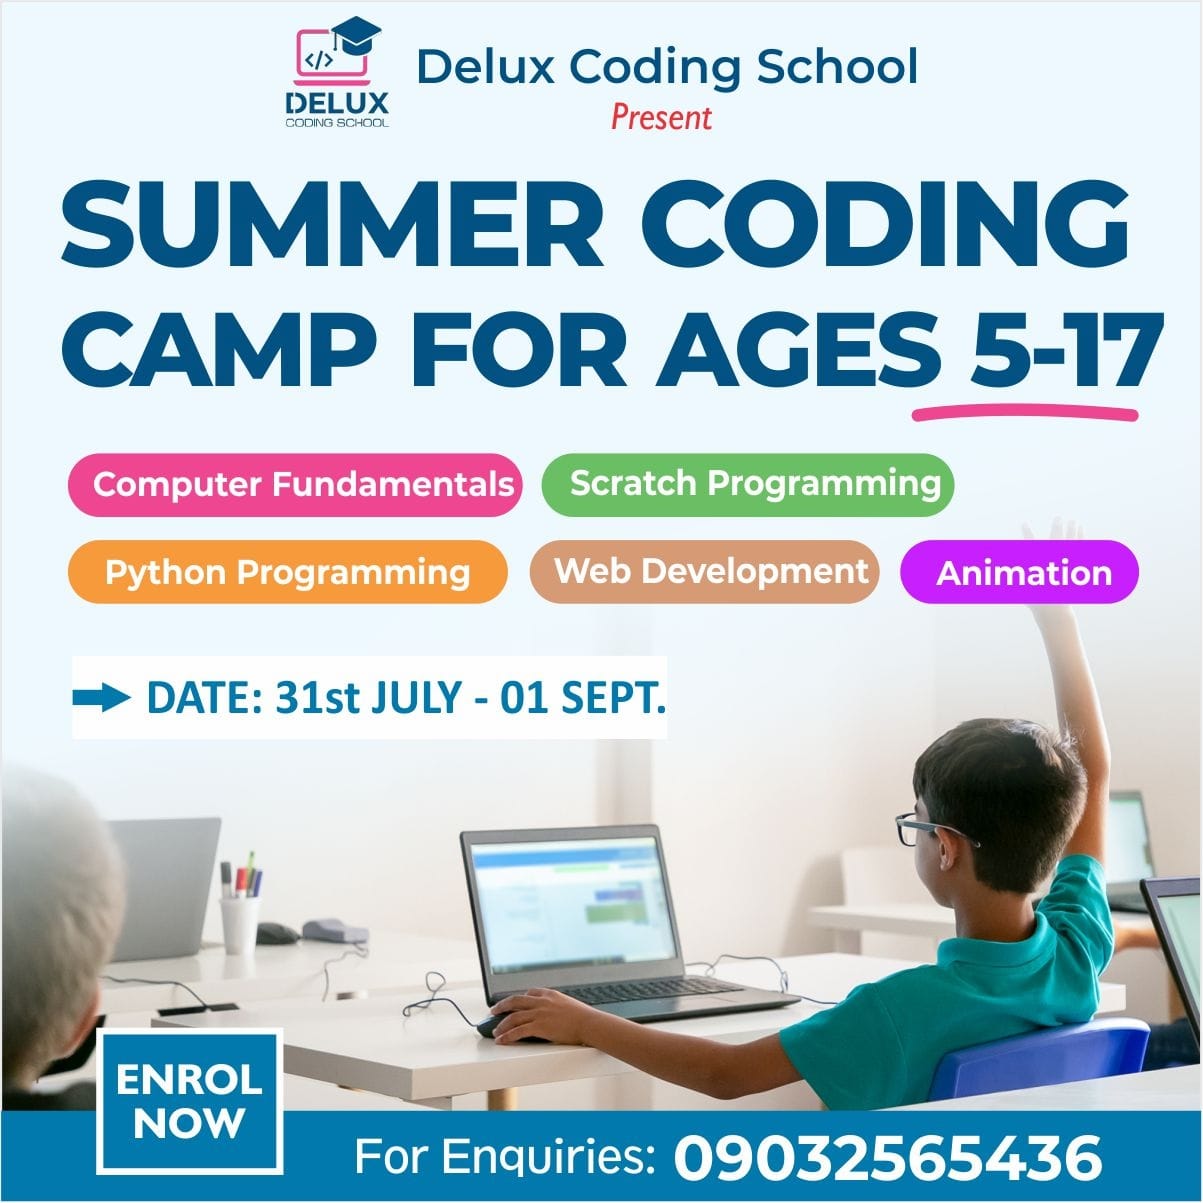 </>
DELUX
CODING SCHOOL
Delux Coding School
Present
SUMMER CODING
CAMP FOR AGES 5-17
Computer Fundamentals
Scratch Programming
Python Programming
Web Development
Animation
DATE: 31st JULY - 01 SEPT.
ENROL
NOW
For Enquiries: 09032565436